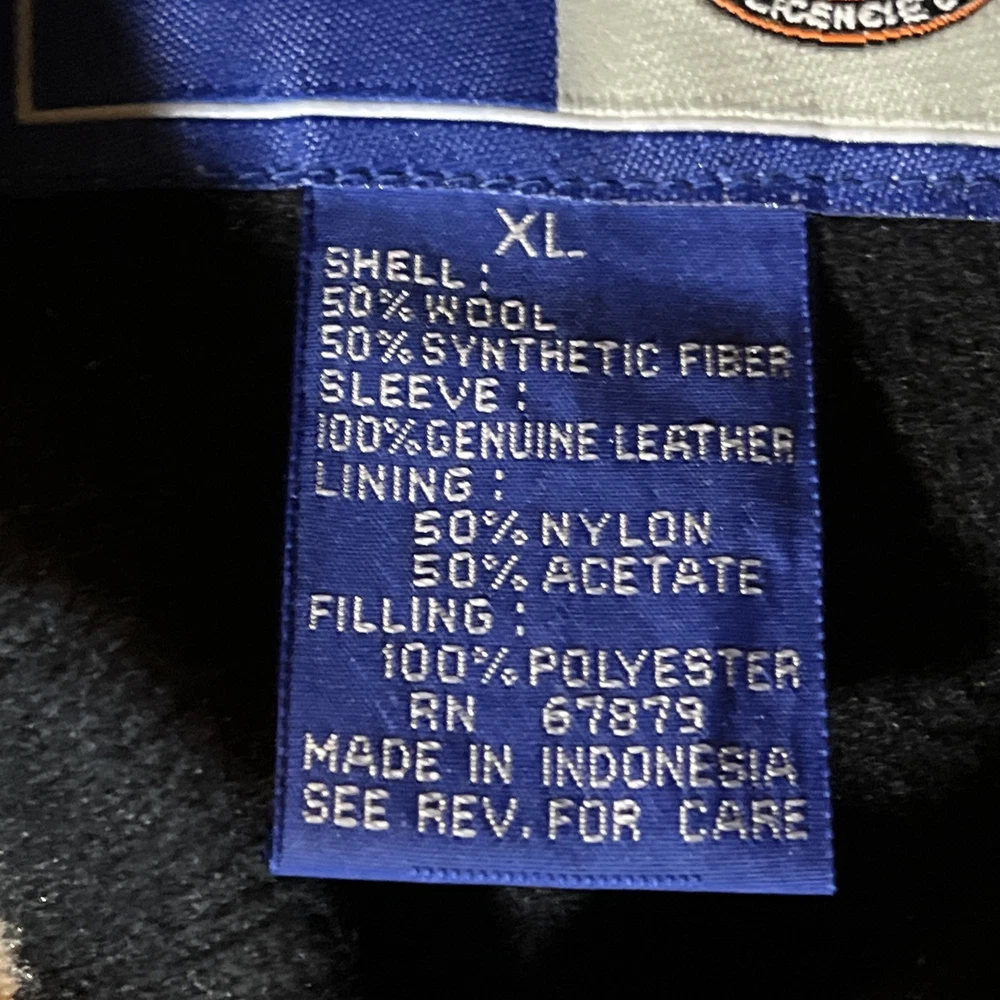 XL
SHELL :
50% WOOL
50% SYNTHETIC FIBER
SLEEVE :
100% GENUINE LEATHER
LINING :
50% NYLON
50% ACETATE
FILLING :
100% POLYESTER
RN 67879
MADE IN INDONESIA
SEE REV. FOR CARE